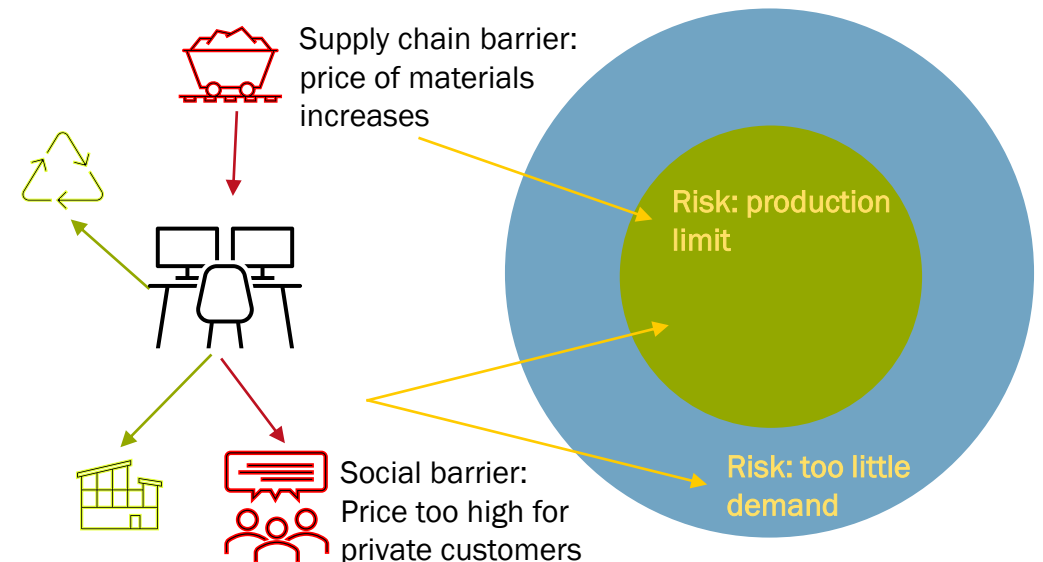 Supply chain barrier:
price of materials
increases
Risk: production
limit
Risk: too little
demand
Social barrier:
Price too high for
private customers